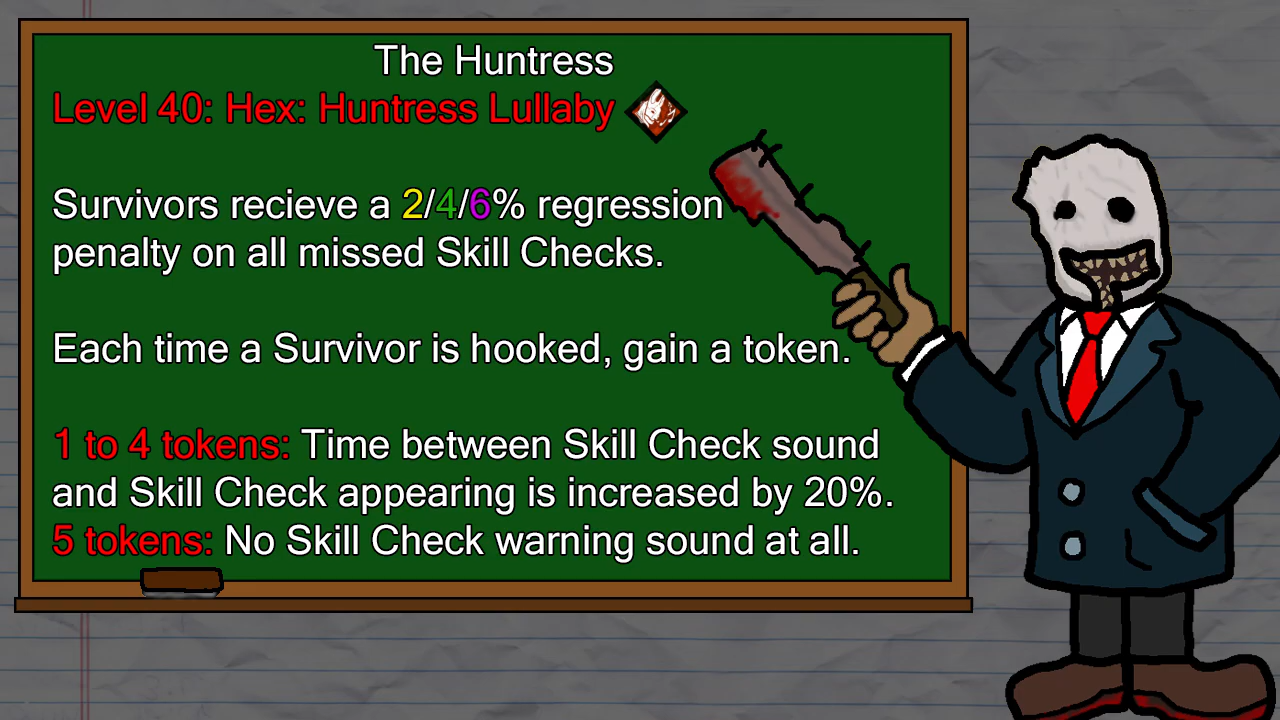 The Huntress
Level 40: Hex: Huntress Lullaby
Survivors recieve a 2/4/6% regression
penalty on all missed Skill Checks.
Each time a Survivor is hooked, gain a token.
1 to 4 tokens: Time between Skill Check sound
and Skill Check appearing is increased by 20%.
5 tokens: No Skill Check warning sound at all.